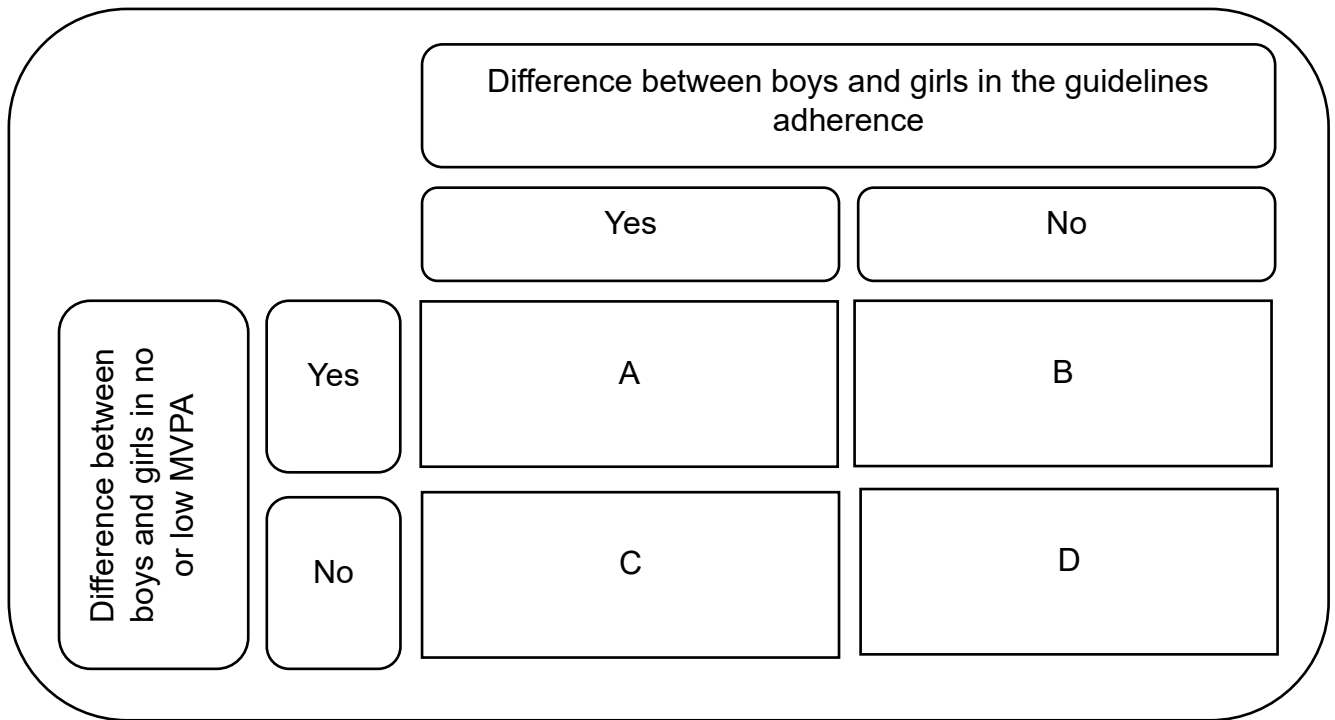 Difference between boys and girls in the guidelines
adherence
Yes
No
Difference between
boys and girls in no
or low MVPA
Yes
A
B
No
C
D